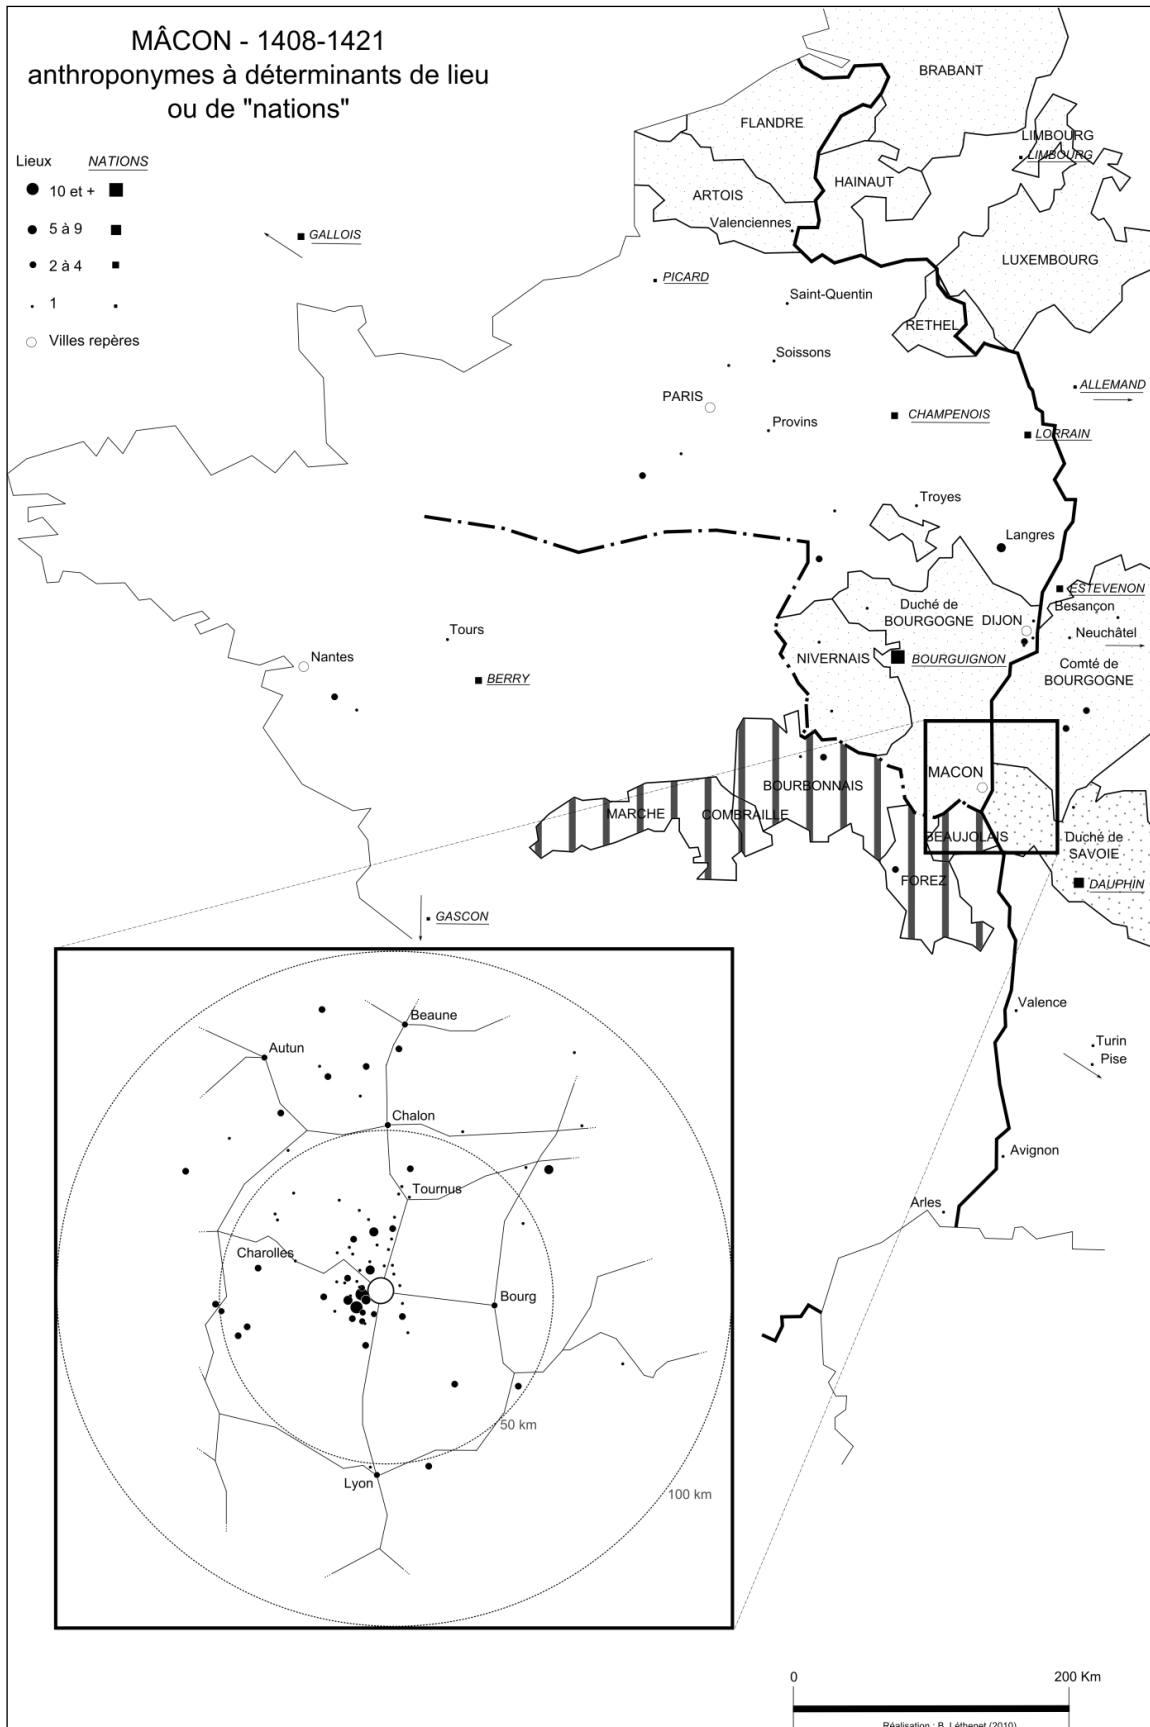 MÂCON - 1408-1421
anthroponymes à déterminants de lieu
ou de "nations"
Lieux NATIONS
10 et +
5 à 9
2 à 4
1
Villes repères
BRABANT
FLANDRE
LIMBOURG
LIMBOURG
HAINAUT
ARTOIS
Valenciennes
GALLOIS
LUXEMBOURG
PICARD
Saint-Quentin
RETHEL
Soissons
ALLEMAND
PARIS
CHAMPENOIS
Provins
LORRAIN
Troyes
Langres
ESTEVENON
Besançon
Duché de
BOURGOGNE
DIJON
Neuchâtel
Tours
Nantes
NIVERNAIS
BOURGUIGNON
Comté de
BOURGOGNE
BERRY
MACON
BOURBONNAIS
MARCHE
COMBRAILLE
BEAUJOLAIS
Duché de
SAVOIE
FOREZ
DAUPHIN
GASCON
Valence
Turin
Pise
Avignon
Arles
Beaune
Autun
Chalon
Tournus
Charolles
Bourg
50 km
Lyon
100 km
0 200 Km
Réalisation : B. Léthenet (2010)